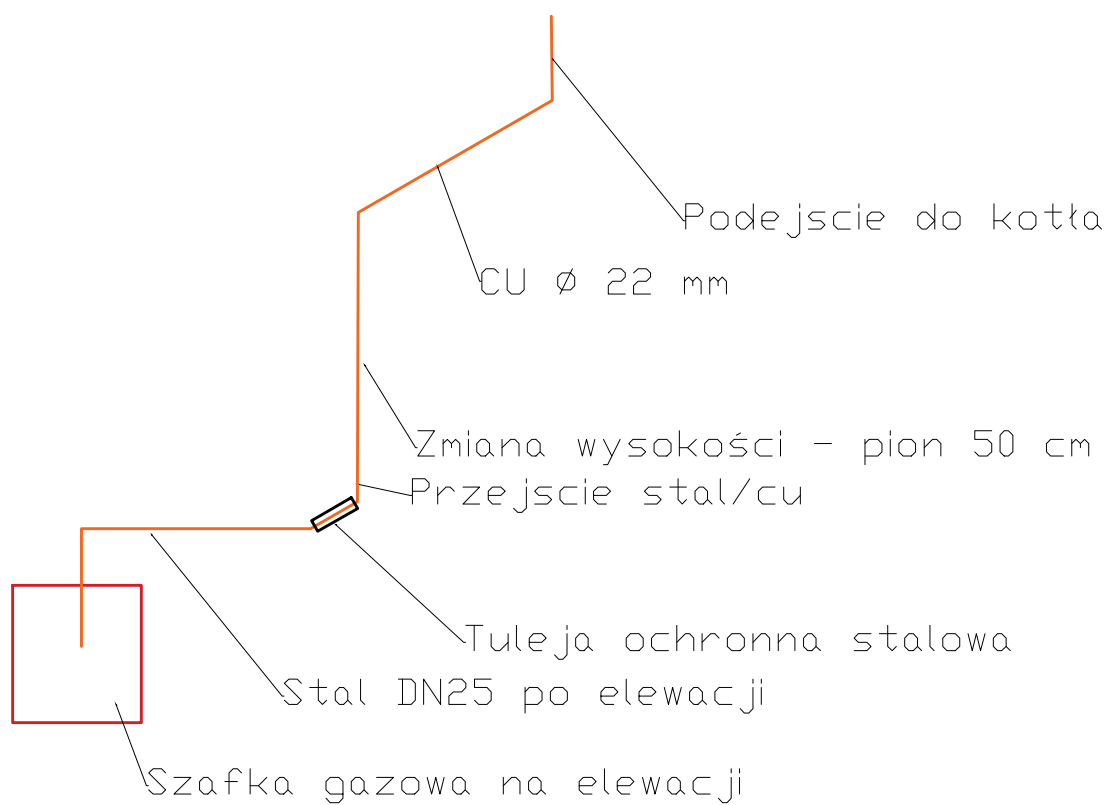 Podejscie do kotła
CU Ø 22 mm
Zmiana wysokości - pion 50 cm
Przejscie stal/cu
Tuleja ochronna stalowa
Stal DN25 po elewacji
Szafka gazowa na elewacji